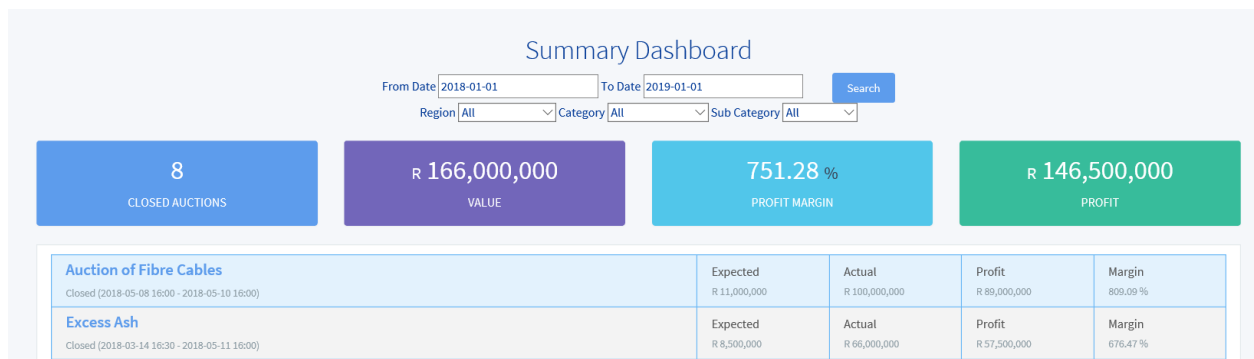 Summary Dashboard
From Date 2018-01-01 To Date 2019-01-01 Search
Region All Category All Sub Category All
8 R 166,000,000 751.28 % R 146,500,000
CLOSED AUCTIONS VALUE PROFIT MARGIN PROFIT
Auction of Fibre Cables Expected Actual Profit Margin
Closed (2018-05-08 16:00 - 2018-05-10 16:00) R 11,000,000 R 100,000,000 R 89,000,000 809.09 %
Excess Ash Expected Actual Profit Margin
Closed (2018-03-14 16:30 - 2018-05-11 16:00) R 8,500,000 R 66,000,000 R 57,500,000 676.47 %